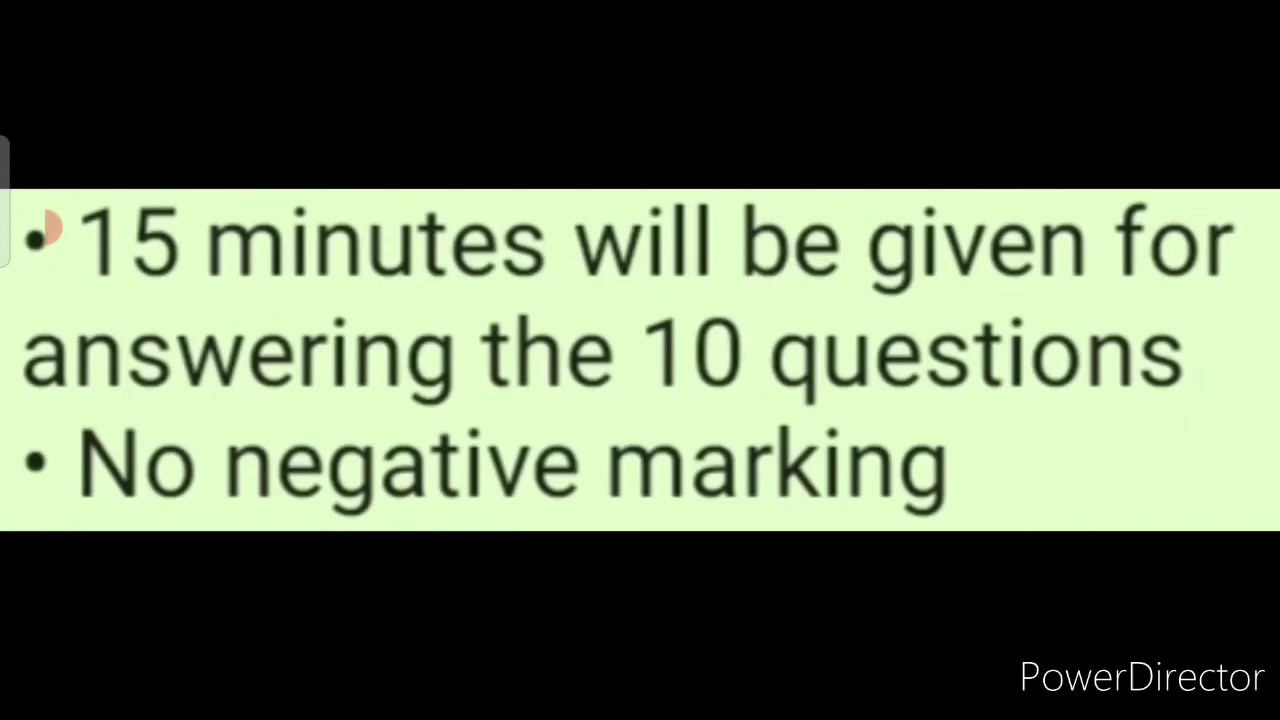 • 15 minutes will be given for
answering the 10 questions
• No negative marking
PowerDirector